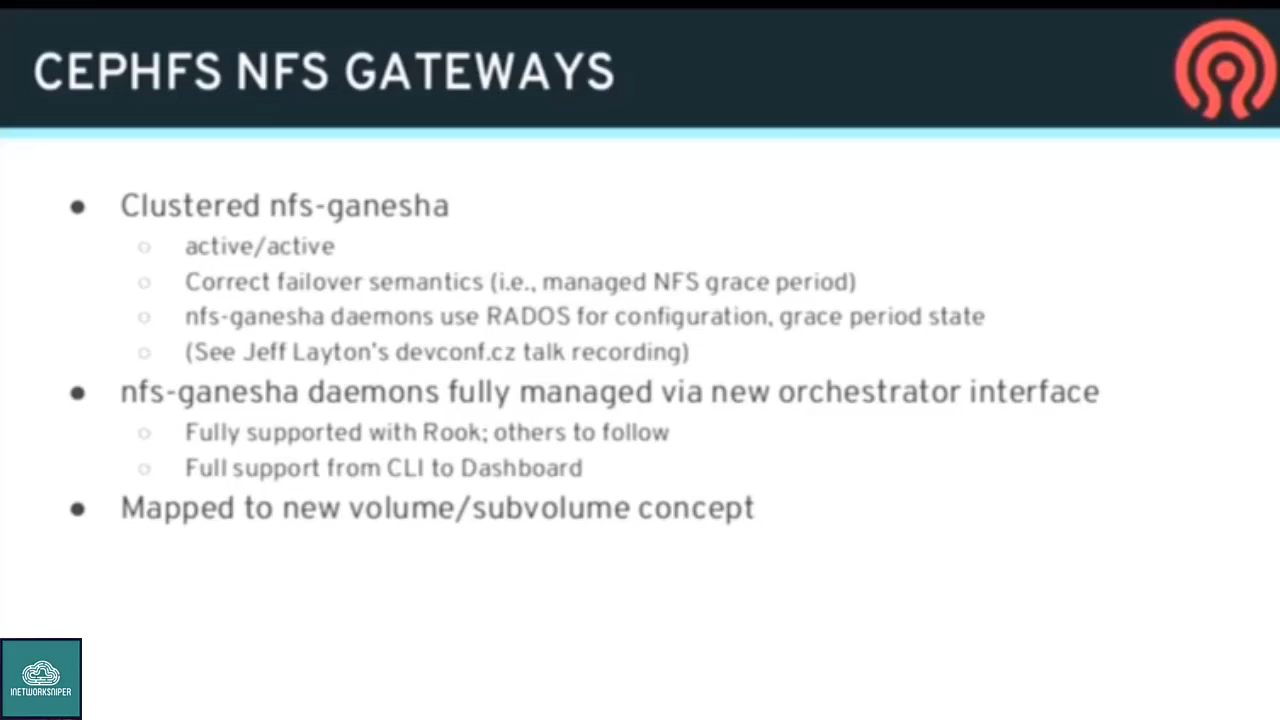 CEPHFS NFS GATEWAYS
● Clustered nfs-ganesha
○ active/active
○ Correct failover semantics (i.e., managed NFS grace period)
○ nfs-ganesha daemons use RADOS for configuration, grace period state
○ (See Jeff Layton's devconf.cz talk recording)
● nfs-ganesha daemons fully managed via new orchestrator interface
○ Fully supported with Rook; others to follow
○ Full support from CLI to Dashboard
● Mapped to new volume/subvolume concept
INETWORKSNIPER